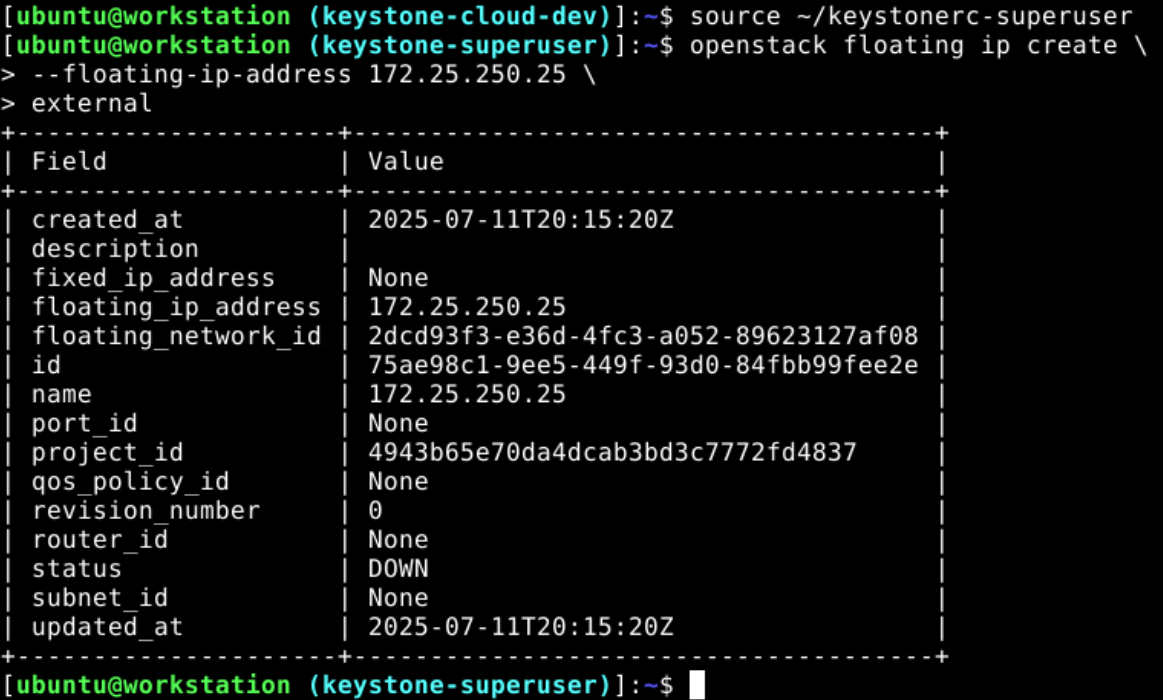 [ubuntu@workstation (keystone-cloud-dev)]:~$ source ~/keystonerc-superuser
[ubuntu@workstation (keystone-superuser)]:~$ openstack floating ip create \
> --floating-ip-address 172.25.250.25 \
> external
+---------------------+--------------------------------------+
| Field               | Value                                |
+---------------------+--------------------------------------+
| created_at          | 2025-07-11T20:15:20Z                 |
| description         |                                      |
| fixed_ip_address    | None                                 |
| floating_ip_address | 172.25.250.25                        |
| floating_network_id | 2dcd93f3-e36d-4fc3-a052-89623127af08 |
| id                  | 75ae98c1-9ee5-449f-93d0-84fbb99fee2e |
| name                | 172.25.250.25                        |
| port_id             | None                                 |
| project_id          | 4943b65e70da4dcab3bd3c7772fd4837     |
| qos_policy_id       | None                                 |
| revision_number     | 0                                    |
| router_id           | None                                 |
| status              | DOWN                                 |
| subnet_id           | None                                 |
| updated_at          | 2025-07-11T20:15:20Z                 |
+---------------------+--------------------------------------+
[ubuntu@workstation (keystone-superuser)]:~$